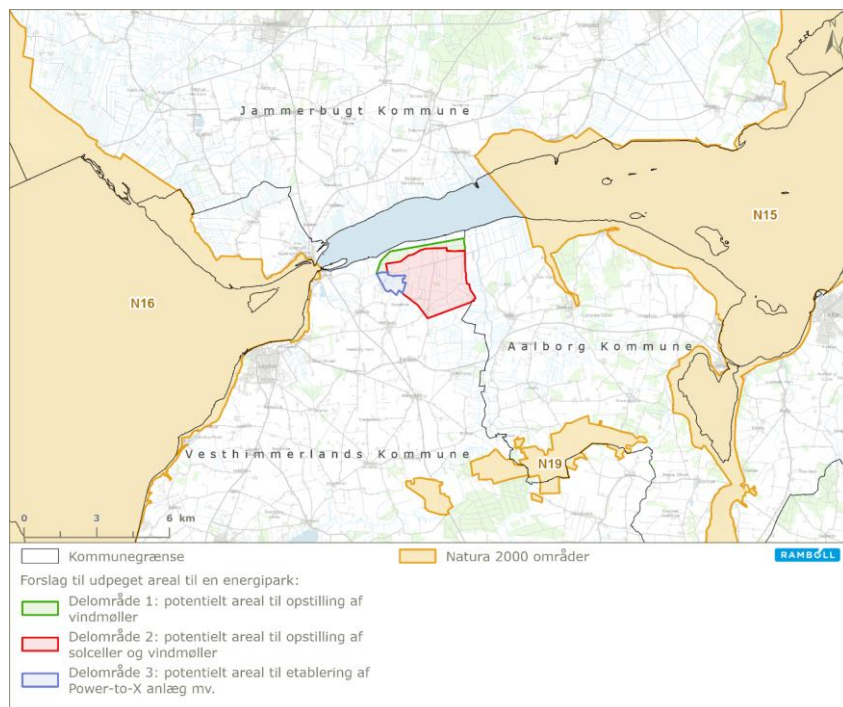 N
Jammerbugt Kommune
N15
N16
Aalborg Kommune
Vesthimmerlands Kommune
N19
0 3 6 km
Kommunegrænse
Natura 2000 områder
RAMBOLL
Forslag til udpeget areal til en energipark:
Delområde 1: potentielt areal til opstilling af
vindmøller
Delområde 2: potentielt areal til opstilling af
solceller og vindmøller
Delområde 3: potentielt areal til etablering af
Power-to-X anlæg mv.